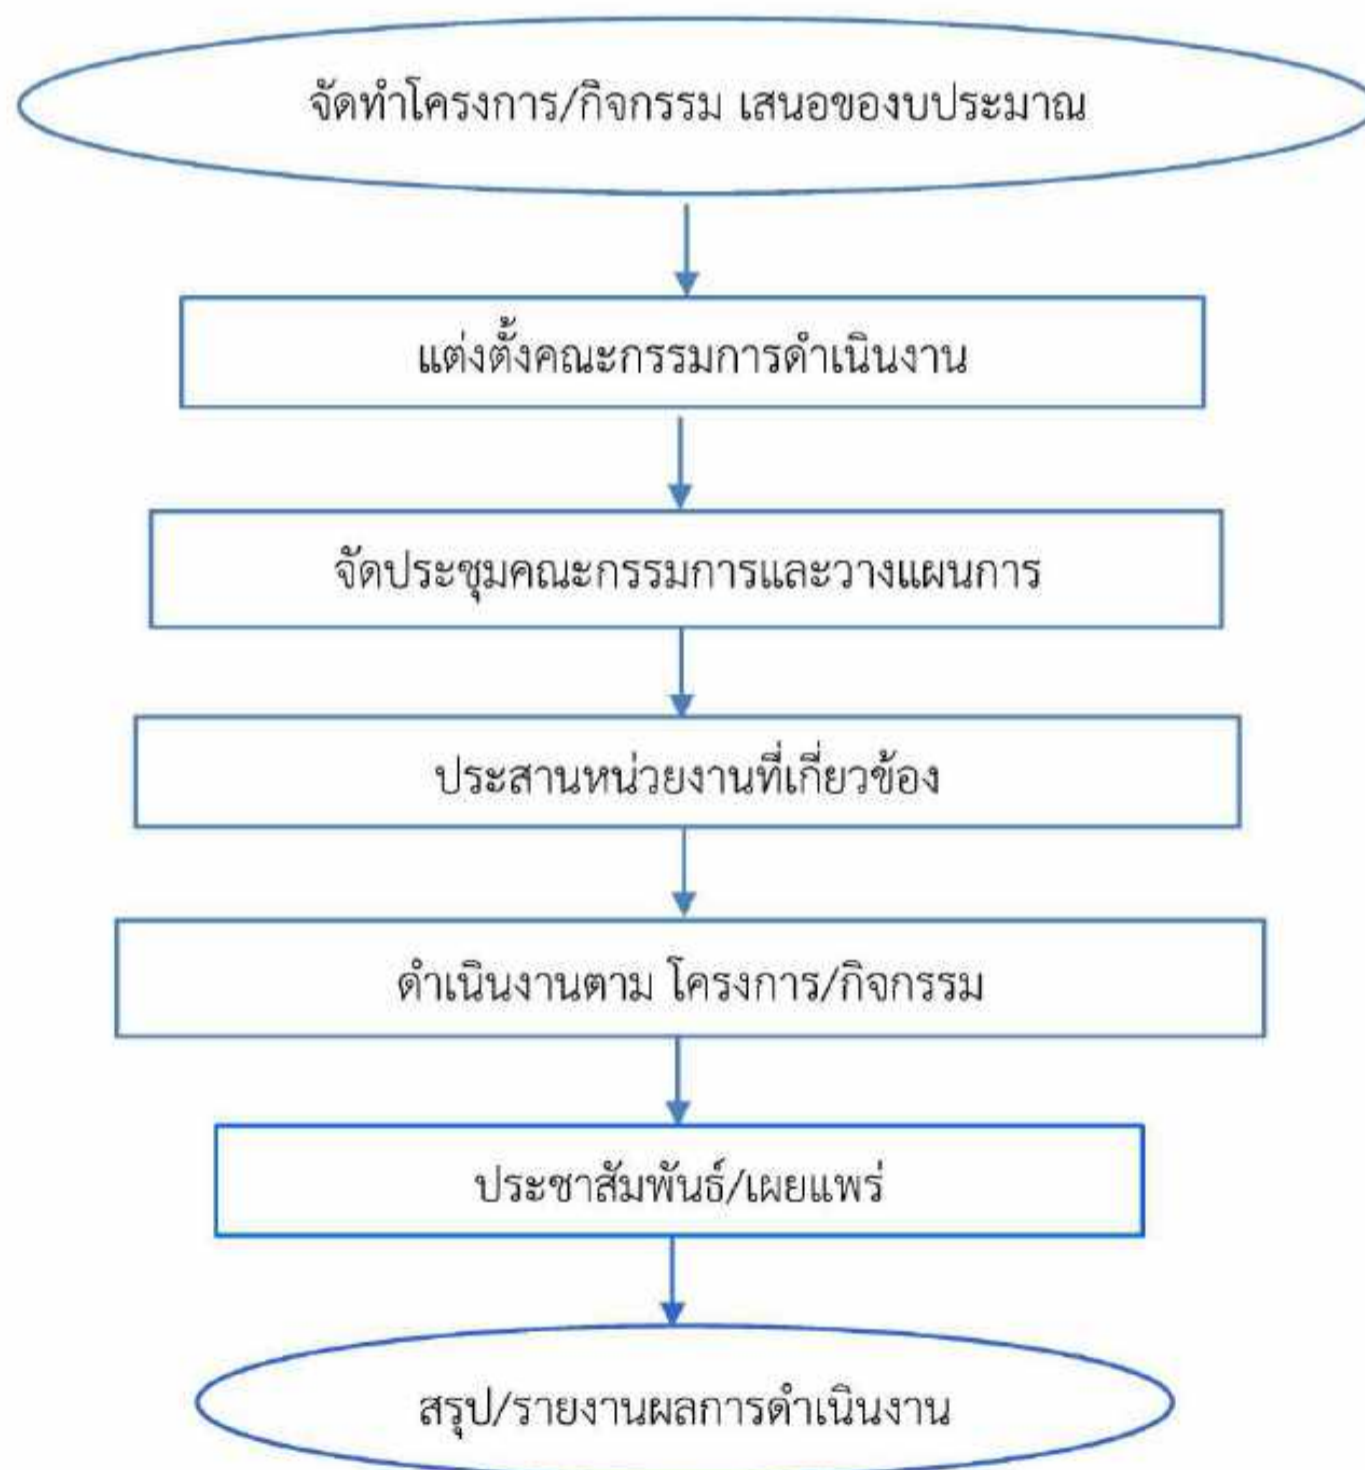 จัดทำโครงการ/กิจกรรม เสนอของบประมาณ
แต่งตั้งคณะกรรมการดำเนินงาน
จัดประชุมคณะกรรมการและวางแผนการ
ประสานหน่วยงานที่เกี่ยวข้อง
ดำเนินงานตาม โครงการ/กิจกรรม
ประชาสัมพันธ์/เผยแพร่
สรุป/รายงานผลการดำเนินงาน